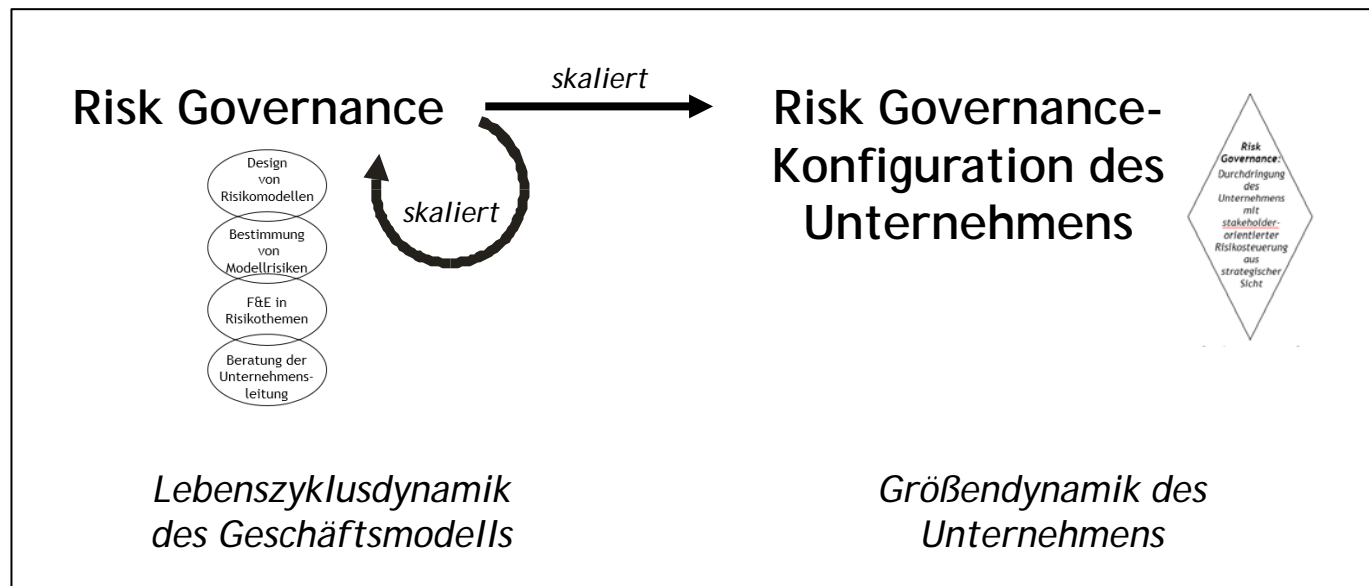 skaliert
Risk Governance
Design
von
Risikomodellen
Bestimmung
von
Modellrisiken
F&E in
Risikothemen
Beratung der
Unternehmens-
leitung
skaliert
Risk Governance-
Konfiguration des
Unternehmens
Risk
Governance:
Durchdringung
des
Unternehmens
mit
stakeholder-
orientierter
Risikosteuerung
aus
strategischer
Sicht
Lebenszyklusdynamik
des Geschäftsmodells
Größendynamik des
Unternehmens